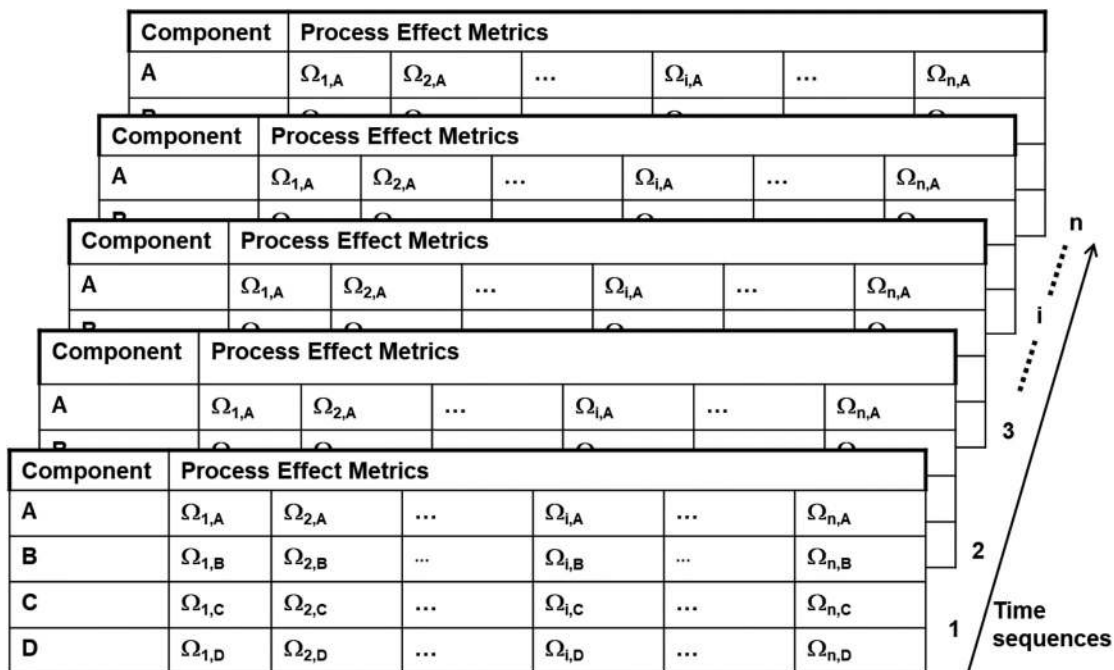 Component Process Effect Metrics
A Ω1,A Ω2,A ... Ωi,A ... Ωn,A
Component Process Effect Metrics
A Ω1,A Ω2,A ... Ωi,A ... Ωn,A
Component Process Effect Metrics
A Ω1,A Ω2,A ... Ωi,A ... Ωn,A
Component Process Effect Metrics
A Ω1,A Ω2,A ... Ωi,A ... Ωn,A
Component Process Effect Metrics
A Ω1,A Ω2,A ... Ωi,A ... Ωn,A
B Ω1,B Ω2,B ... Ωi,B ... Ωn,B
C Ω1,C Ω2,C ... Ωi,C ... Ωn,C
D Ω1,D Ω2,D ... Ωi,D ... Ωn,D
n
i
3
2
1
Time
sequences